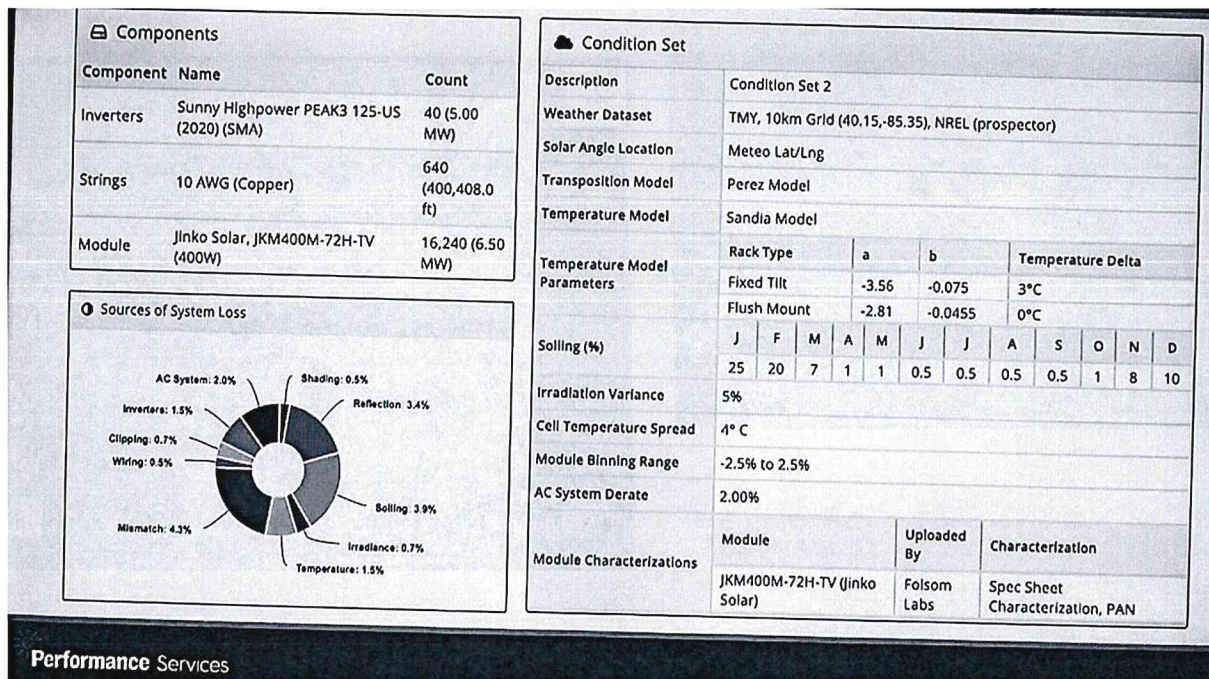 Components
Component Name Count
Inverters Sunny Highpower PEAK3 125-US (2020) (SMA) 40 (5.00 MW)
Strings 10 AWG (Copper) 640 (400,408.0 ft)
Module Jinko Solar, JKM400M-72H-TV (400W) 16,240 (6.50 MW)
Sources of System Loss
AC System: 2.0%
Shading: 0.5%
Reflection: 3.4%
Inverters: 1.5%
Clipping: 0.7%
Wiring: 0.5%
Soiling: 3.9%
Mismatch: 4.3%
Irradiance: 0.7%
Temperature: 1.5%
Condition Set
Description Condition Set 2
Weather Dataset TMY, 10km Grid (40.15,-85.35), NREL (prospector)
Solar Angle Location Meteo Lat/Lng
Transposition Model Perez Model
Temperature Model Sandia Model
Temperature Model Parameters
Rack Type a b Temperature Delta
Fixed Tilt -3.56 -0.075 3°C
Flush Mount -2.81 -0.0455 0°C
Soiling (%)
J F M A M J J A S O N D
25 20 7 1 1 0.5 0.5 0.5 0.5 1 8 10
Irradiation Variance 5%
Cell Temperature Spread 4° C
Module Binning Range -2.5% to 2.5%
AC System Derate 2.00%
Module Characterizations
Module Uploaded By Characterization
JKM400M-72H-TV (Jinko Solar) Folsom Labs Spec Sheet Characterization, PAN
Performance Services